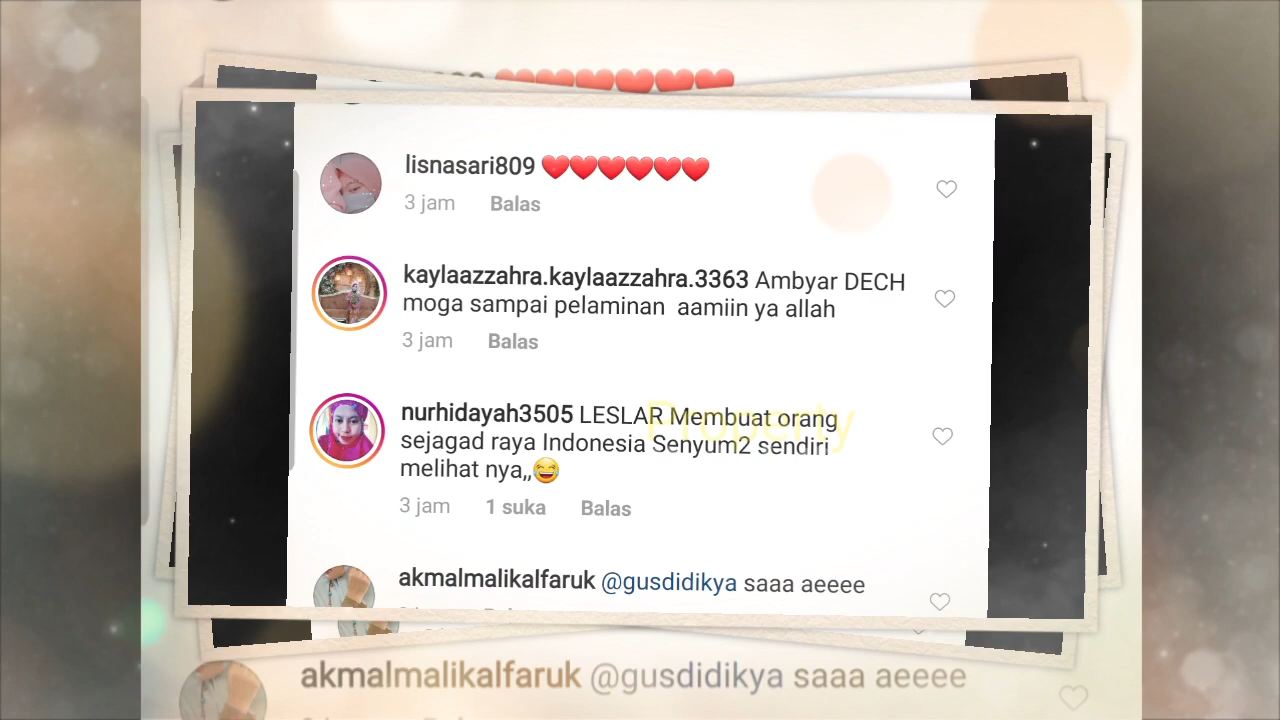 lisnasari809 ❤️❤️❤️❤️❤️❤️
3 jam Balas
kaylaazzahra.kaylaazzahra.3363 Ambyar DECH
moga sampai pelaminan aamiin ya allah
3 jam Balas
nurhidayah3505 LESLAR Membuat orang
sejagad raya Indonesia Senyum2 sendiri
melihat nya,,😂
3 jam 1 suka Balas
Property
akmalmalikalfaruk @gusdidikya saaa aeeee
akmalmalikalfaruk @gusdidikya saaa aeeee